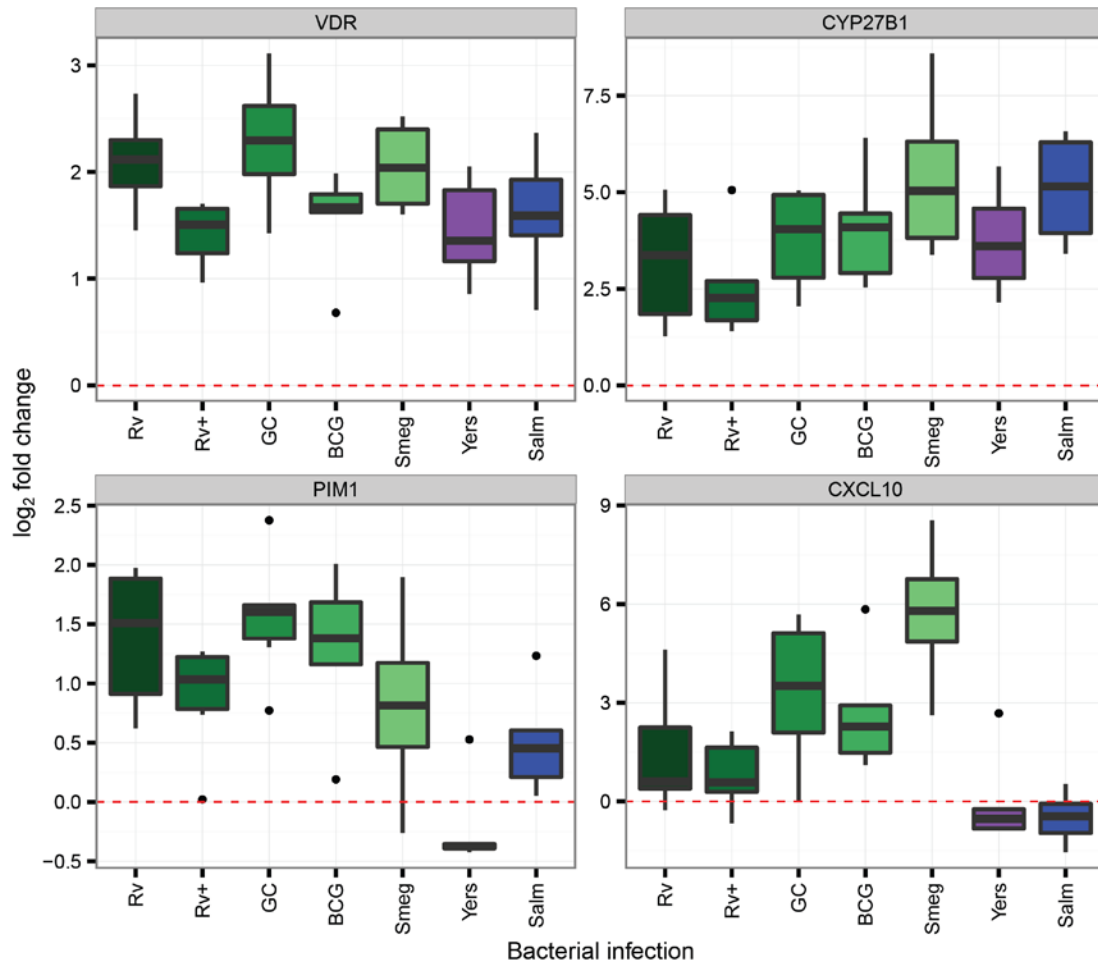 VDR
CYP27B1
3
2
1
0
7.5
5.0
2.5
0.0
Rv
Rv+
GC
BCG
Smeg
Yers
Salm
Rv
Rv+
GC
BCG
Smeg
Yers
Salm
log2 fold change
PIM1
CXCL10
2.5
2.0
1.5
1.0
0.5
0.0
−0.5
9
6
3
0
Rv
Rv+
GC
BCG
Smeg
Yers
Salm
Rv
Rv+
GC
BCG
Smeg
Yers
Salm
Bacterial infection